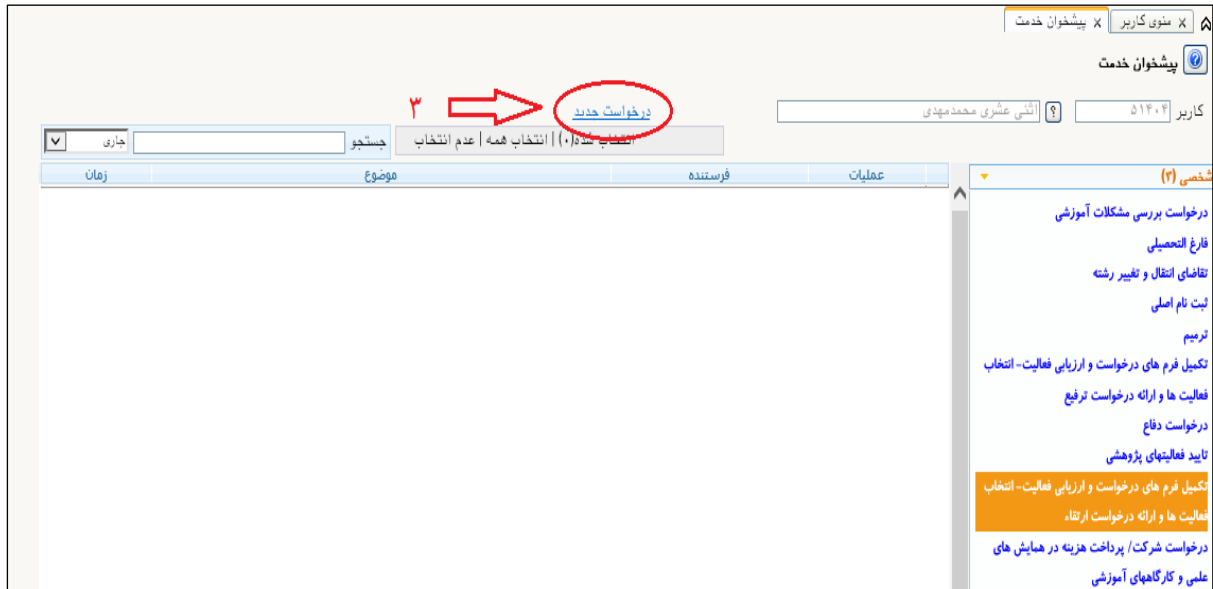 منوی کاربر x پیشخوان خدمت x
پیشخوان خدمت
کاربر ۵۱۴۰۴ ? اثنی عشری محمدمهدی
درخواست جدید
۳
انتخاب شده(۰) | انتخاب همه | عدم انتخاب
جستجو
جاری
عملیات فرستنده موضوع زمان
شخصی (۳)
درخواست بررسی مشکلات آموزشی
فارغ التحصیلی
تقاضای انتقال و تغییر رشته
ثبت نام اصلی
ترمیم
تکمیل فرم های درخواست و ارزیابی فعالیت- انتخاب
فعالیت ها و ارائه درخواست ترفیع
درخواست دفاع
تایید فعالیتهای پژوهشی
تکمیل فرم های درخواست و ارزیابی فعالیت- انتخاب
فعالیت ها و ارائه درخواست ارتقاء
درخواست شرکت/ پرداخت هزینه در همایش های
علمی و کارگاههای آموزشی